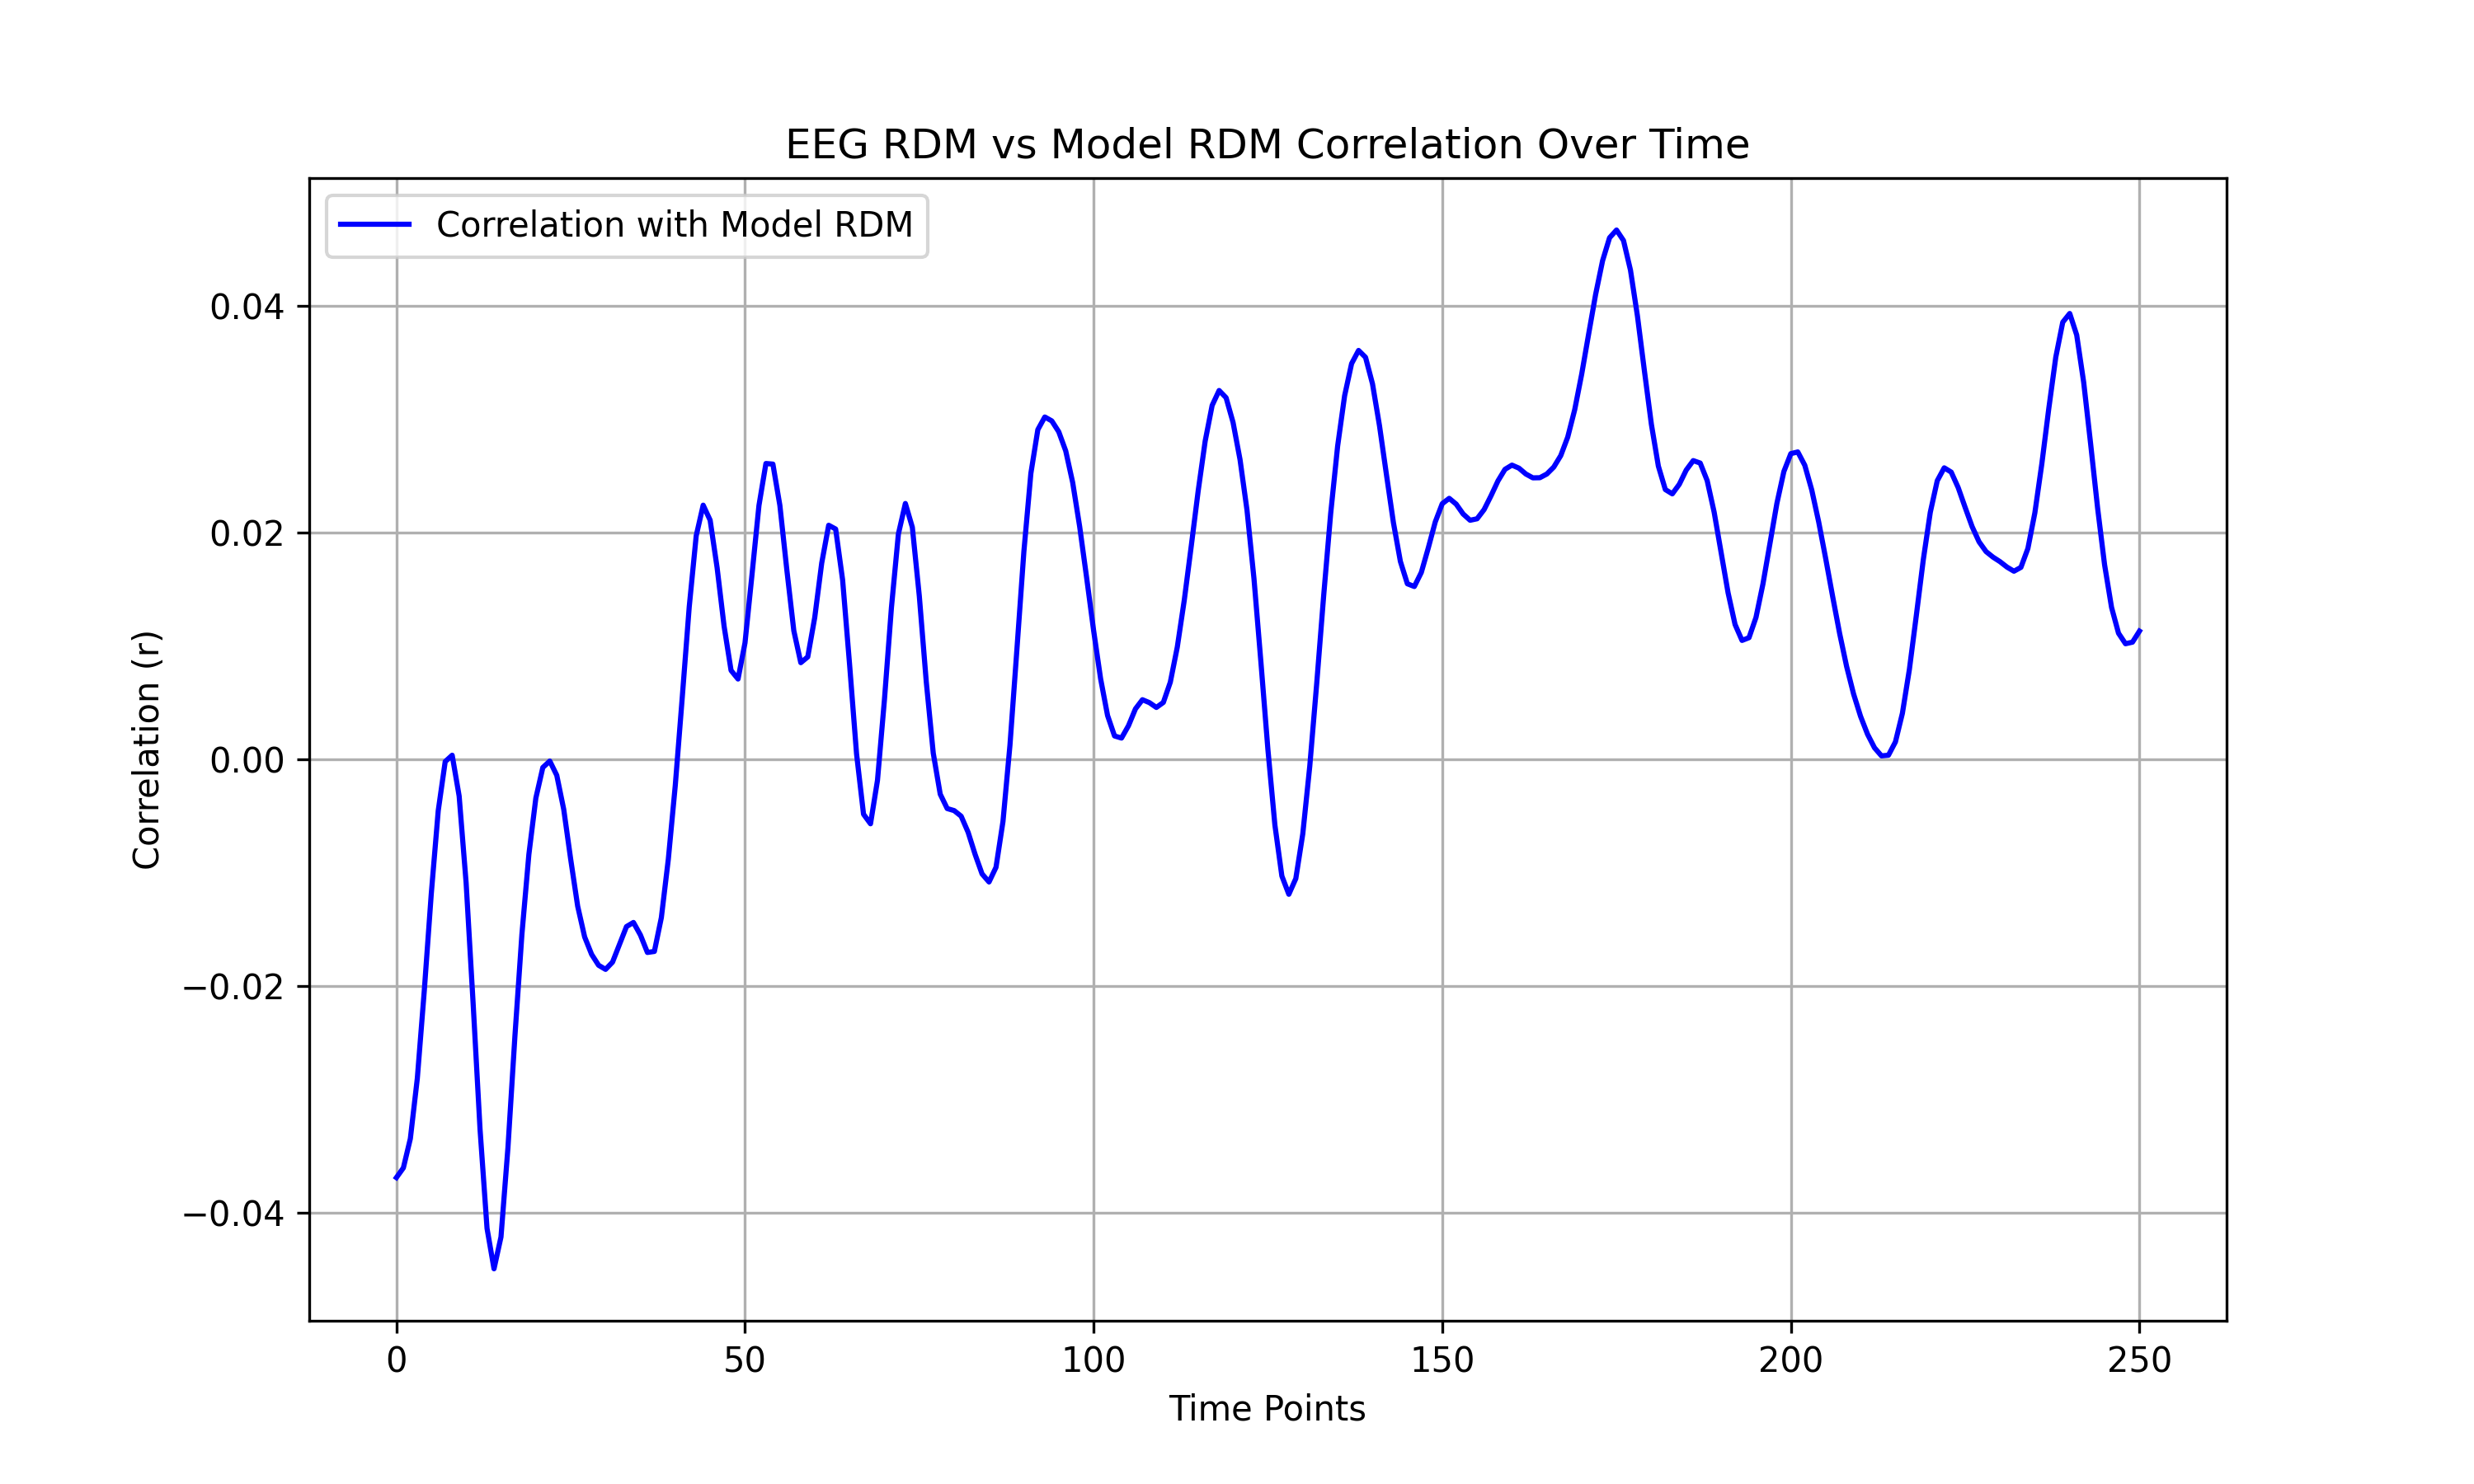 EEG RDM vs Model RDM Correlation Over Time
Correlation with Model RDM
0.04
0.02
0.00
−0.02
−0.04
Correlation (r)
0 50 100 150 200 250
Time Points